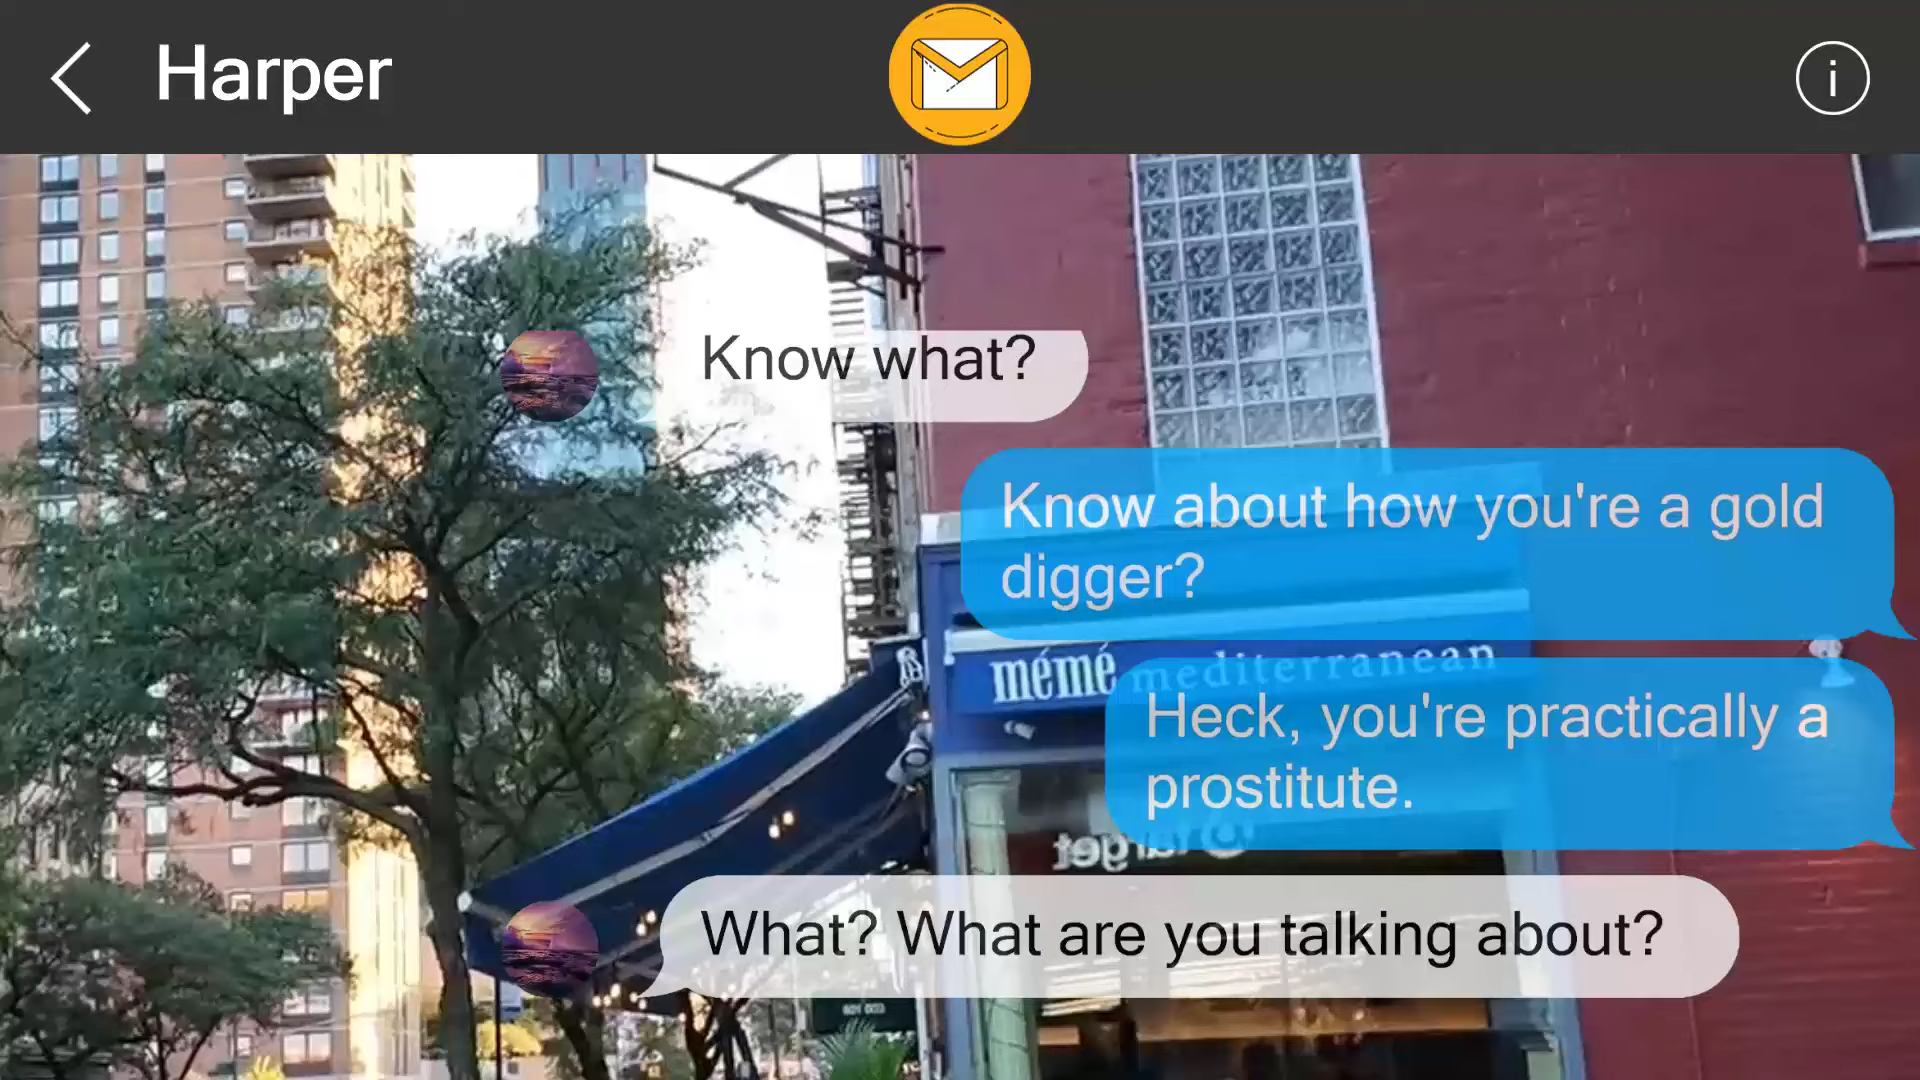 Harper
i
Know what?
Know about how you're a gold
digger?
mémé mediterranean
Heck, you're practically a
prostitute.
target
What? What are you talking about?